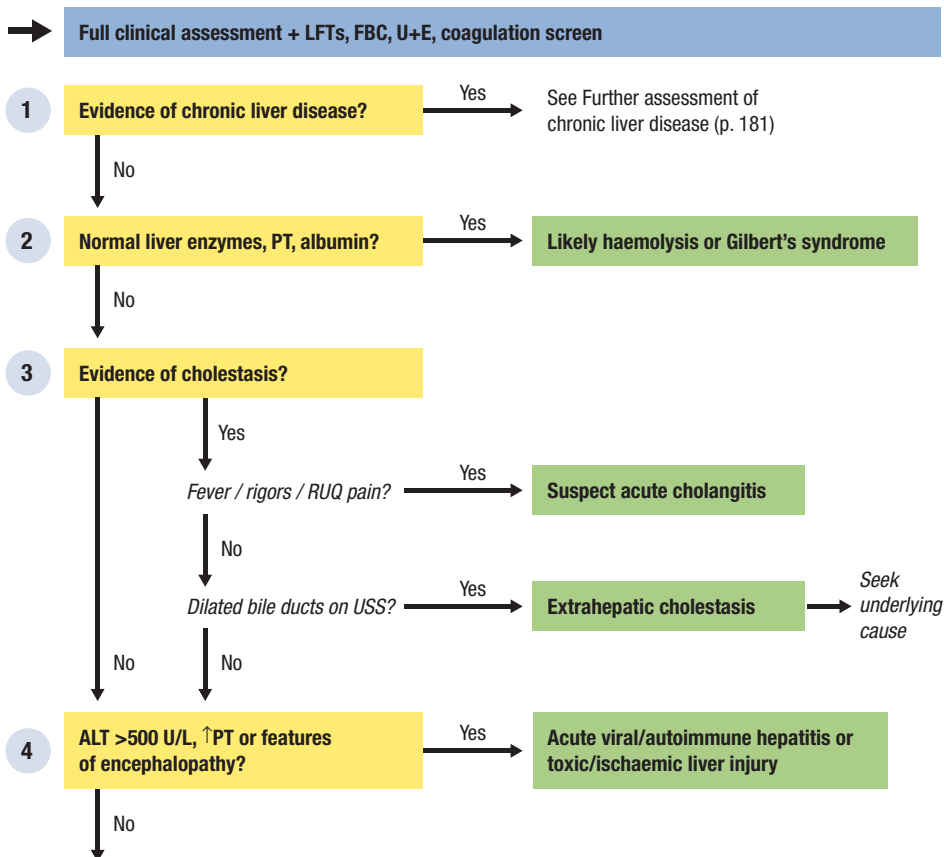 Full clinical assessment + LFTs, FBC, U+E, coagulation screen
1
Evidence of chronic liver disease?
Yes
See Further assessment of
chronic liver disease (p. 181)
No
2
Normal liver enzymes, PT, albumin?
Yes
Likely haemolysis or Gilbert's syndrome
No
3
Evidence of cholestasis?
Yes
Fever / rigors / RUQ pain?
Yes
Suspect acute cholangitis
No
Dilated bile ducts on USS?
Yes
Extrahepatic cholestasis
Seek
underlying
cause
No
No
4
ALT >500 U/L, ↑PT or features
of encephalopathy?
Yes
Acute viral/autoimmune hepatitis or
toxic/ischaemic liver injury
No